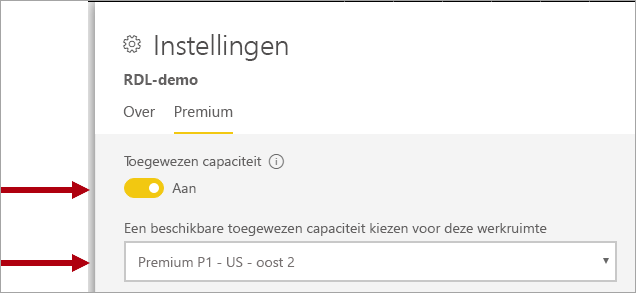 Instellingen
RDL-demo
Over Premium
Toegewezen capaciteit
Aan
Een beschikbare toegewezen capaciteit kiezen voor deze werkruimte
Premium P1 - US - oost 2